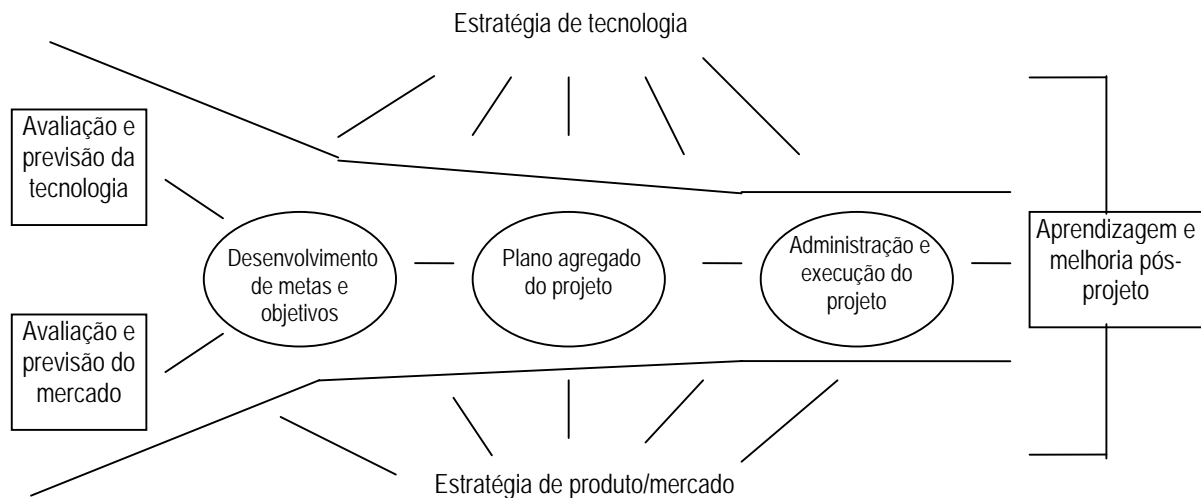 Estratégia de tecnologia
Avaliação e
previsão da
tecnologia
Avaliação e
previsão do
mercado
Desenvolvimento
de metas e
objetivos
Plano agregado
do projeto
Administração e
execução do
projeto
Aprendizagem e
melhoria pós-
projeto
Estratégia de produto/mercado